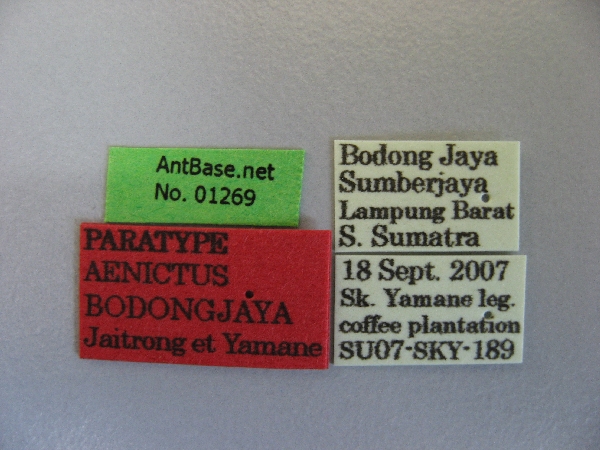 AntBase.net
No. 01269
PARATYPE
AENICTUS
BODONGJAYA
Jaitrong et Yamane
Bodong Jaya
Sumberjaya
Lampung Barat
S. Sumatra
18 Sept. 2007
Sk. Yamane leg.
coffee plantation
SU07-SKY-189